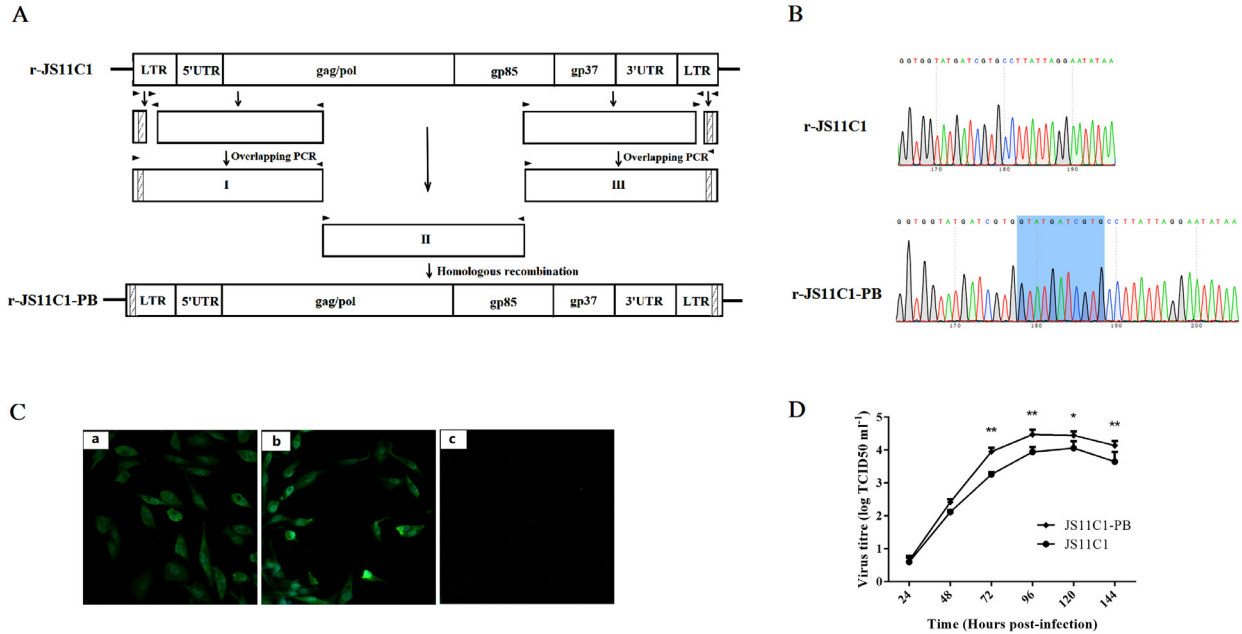 A
r-JS11C1
LTR 5'UTR gag/pol gp85 gp37 3'UTR LTR
Overlapping PCR Overlapping PCR
I III
II
Homologous recombination
r-JS11C1-PB
LTR 5'UTR gag/pol gp85 gp37 3'UTR LTR
B
GGTGGTATGATCGTGCCTTATTAGGAATATAA
r-JS11C1
170 180 190
GGTGGTATGATCGTGGTATGATCGTGCCTTATTAGGAATATAA
r-JS11C1-PB
170 180 190 200
C
a b c
D
Virus titre (log TCID50 ml-1)
5
4
3
2
1
0
** ** * **
JS11C1-PB
JS11C1
24 48 72 96 120 144
Time (Hours post-infection)